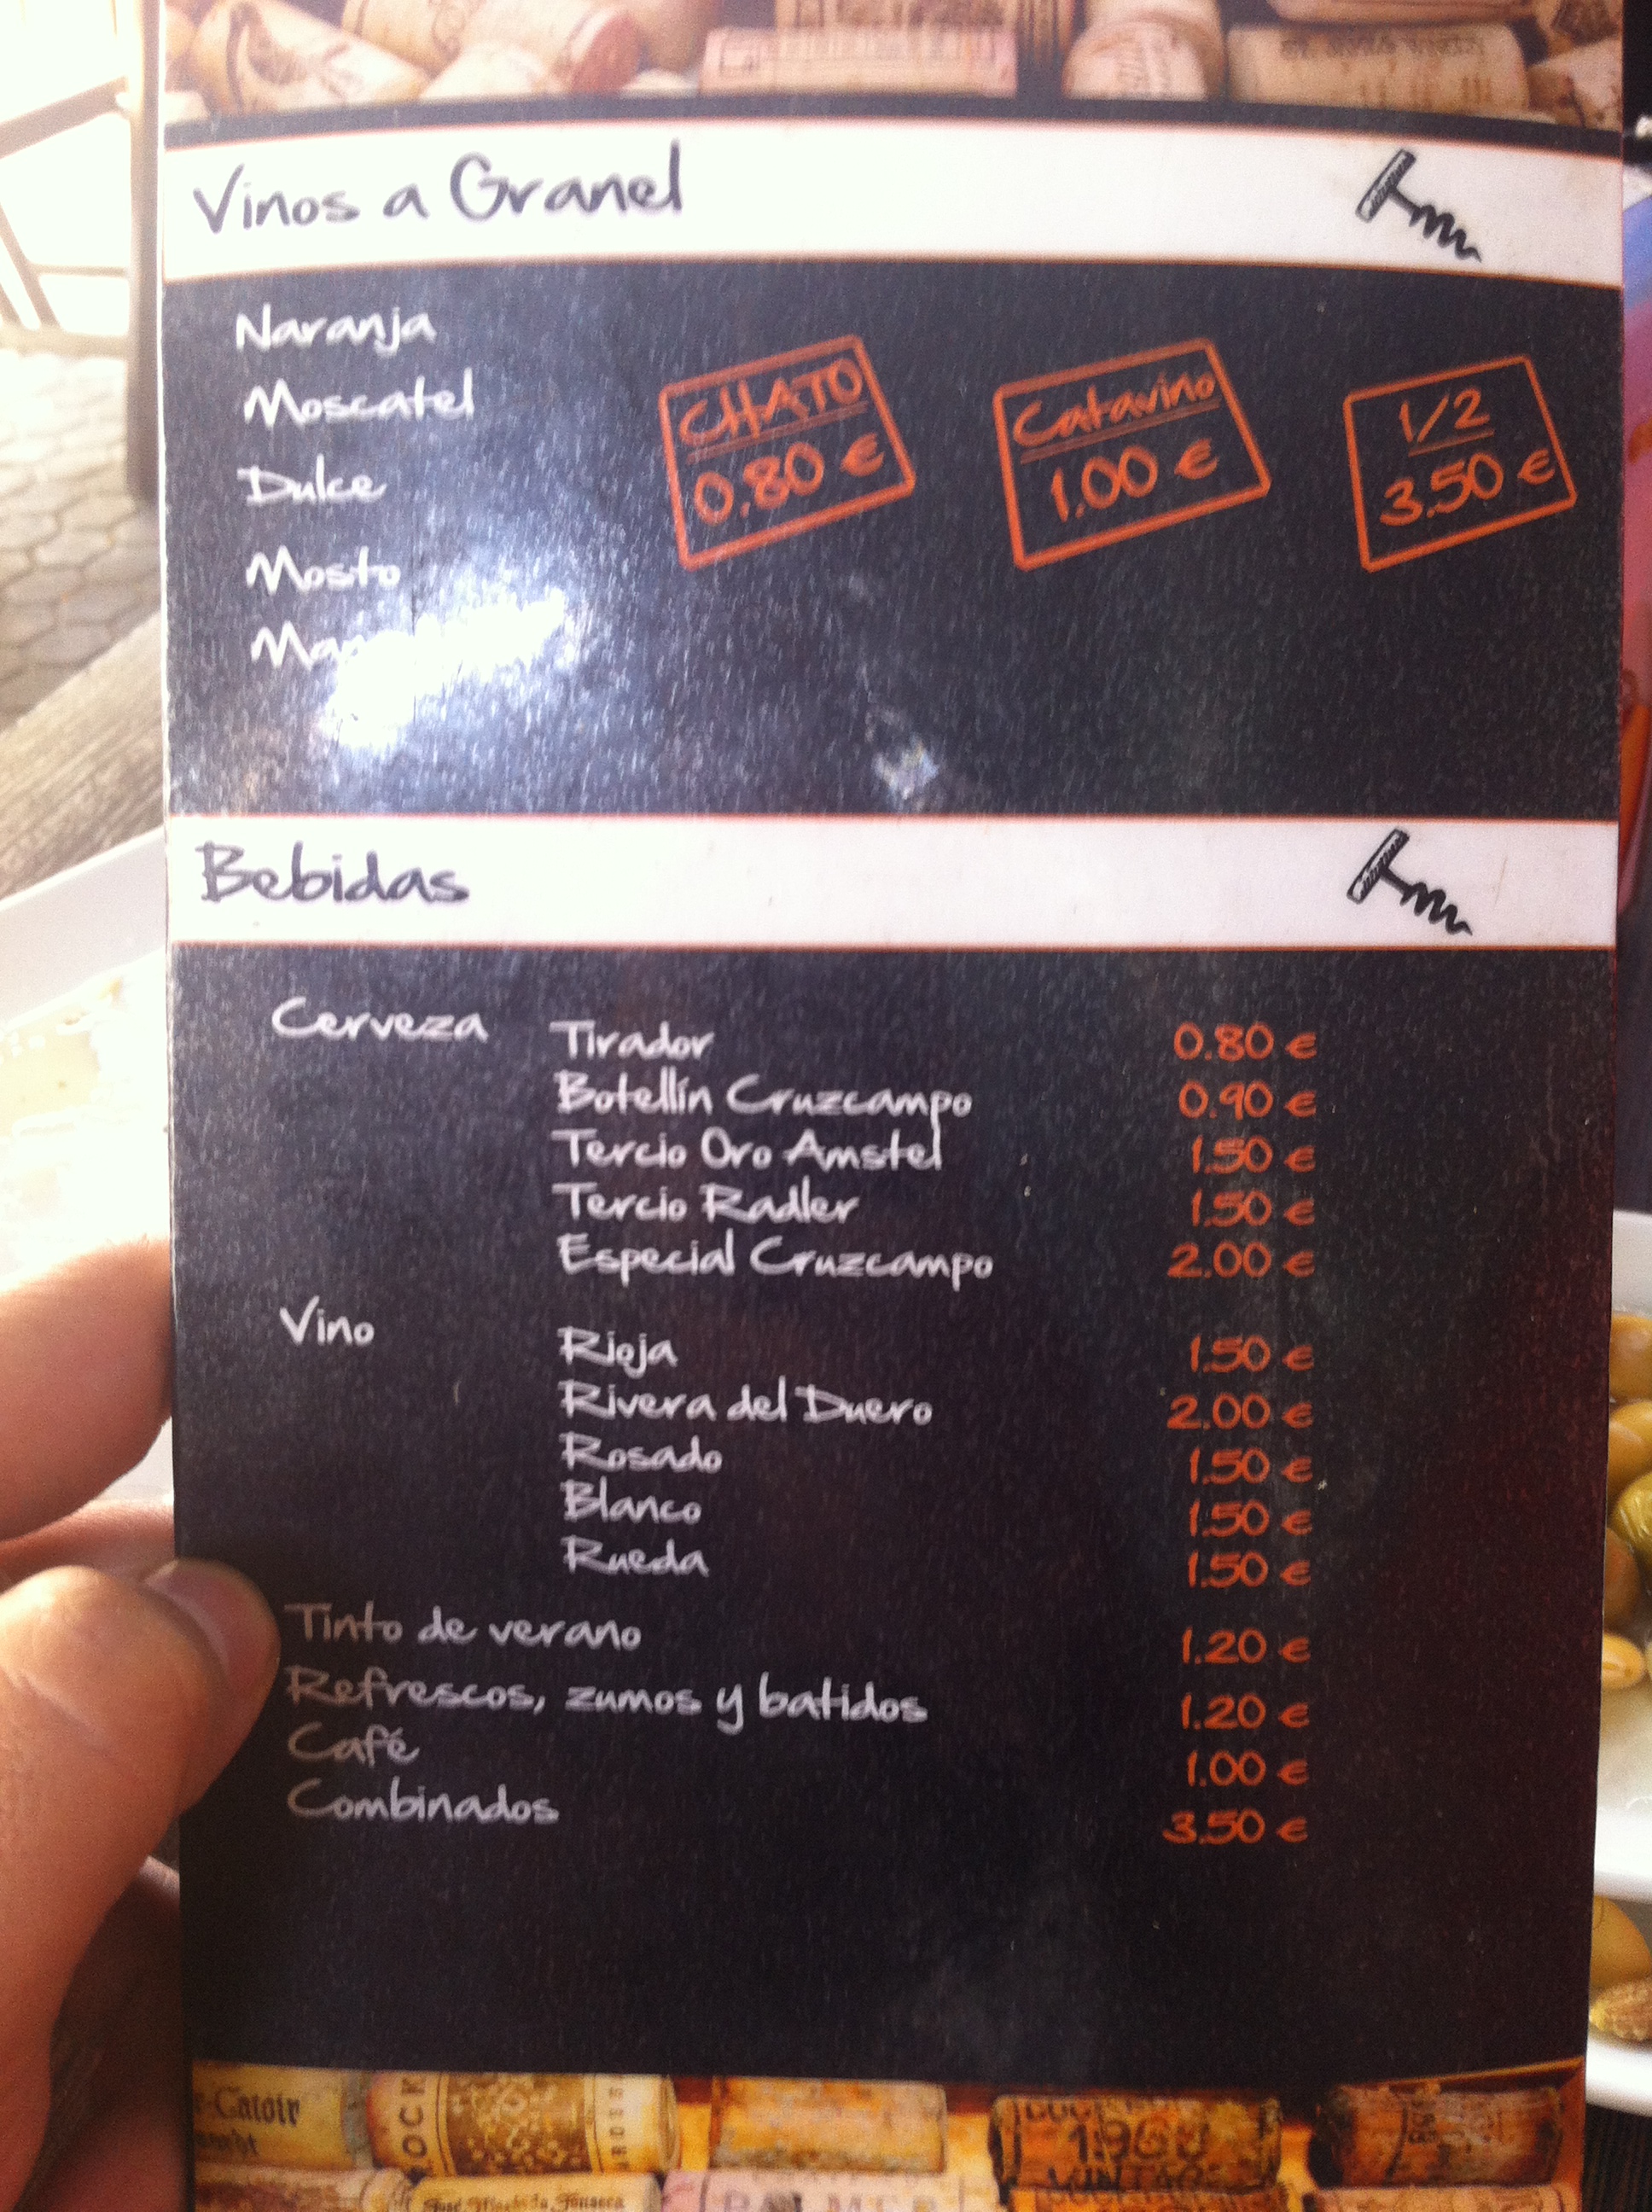 Vinos a Granel
Naranja
Moscatel
Dulce
Mosto
CHATO
0.80 €
Catavino
1.00 €
1/2
3.50 €
Bebidas
Cerveza Tirador 0.80 €
Botellín Cruzcampo 0.90 €
Tercio Oro Amstel 1.50 €
Tercio Radler 1.50 €
Especial Cruzcampo 2.00 €
Vino Rioja 1.50 €
Rivera del Duero 2.00 €
Rosado 1.50 €
Blanco 1.50 €
Rueda 1.50 €
Tinto de verano 1.20 €
Refrescos, zumos y batidos 1.20 €
Café 1.00 €
Combinados 3.50 €